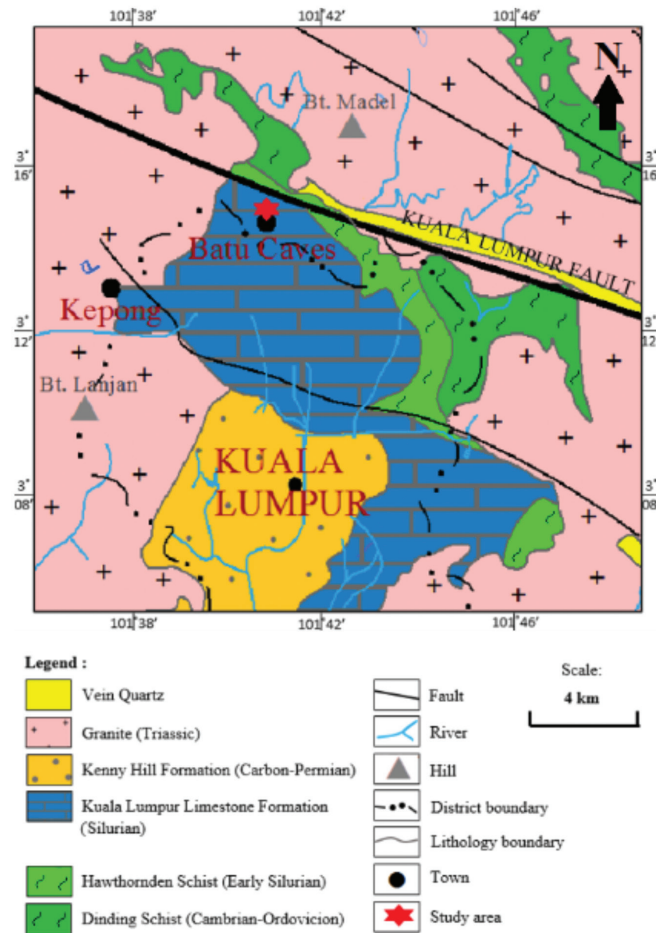 101°38'
101°42'
101°46'
N
Bt. Madel
3°
16'
3°
16'
KUALA LUMPUR FAULT
Batu Caves
Kepong
3°
12'
3°
12'
Bt. Lanjan
KUALA
LUMPUR
3°
08'
3°
08'
101°38'
101°42'
101°46'
Legend :
Vein Quartz
Granite (Triassic)
Kenny Hill Formation (Carbon-Permian)
Kuala Lumpur Limestone Formation
(Silurian)
Hawthornden Schist (Early Silurian)
Dinding Schist (Cambrian-Ordovicion)
Fault
River
Hill
District boundary
Lithology boundary
Town
Study area
Scale:
4 km